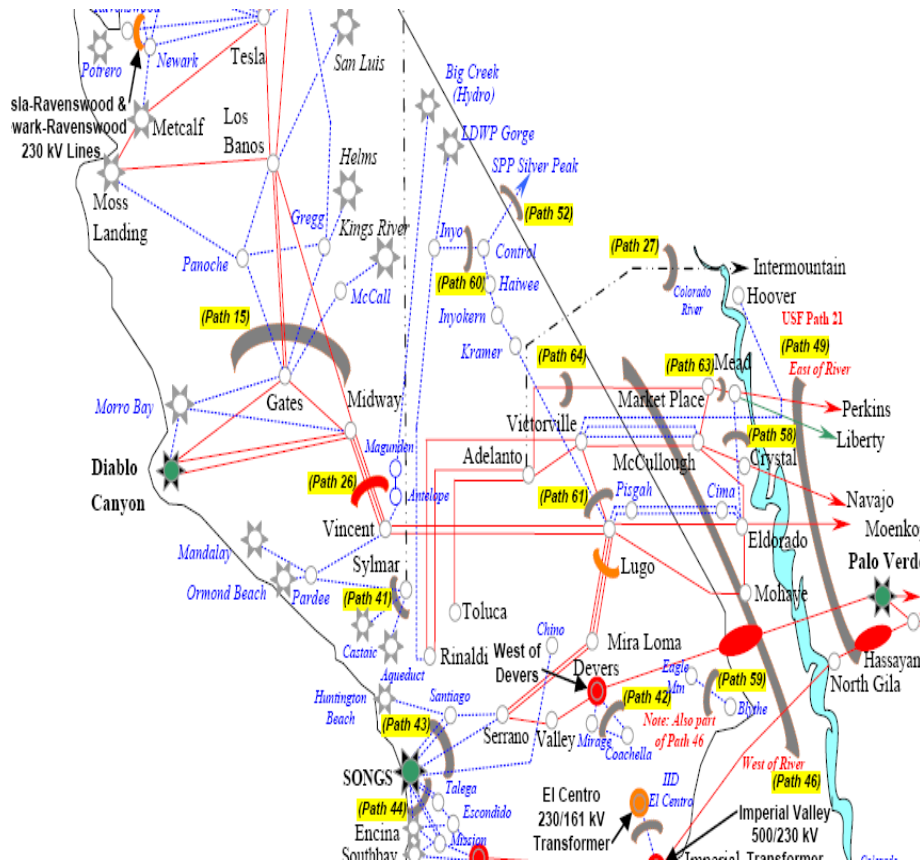 Potrero
Newark
Tesla
San Luis
Big Creek
(Hydro)
sla-Ravenswood &
wark-Ravenswood
230 kV Lines
Metcalf
Los
Banos
LDWP Gorge
SPP Silver Peak
Helms
Moss
Landing
Gregg
Kings River
(Path 52)
Inyo
Control
Panoche
(Path 27)
Intermountain
(Path 60)
Haiwee
Colorado
River
Hoover
McCall
(Path 15)
Inyokern
USF Path 21
Kramer
(Path 49)
(Path 64)
(Path 63)
Mead
East of River
Gates
Midway
Market Place
Morro Bay
Perkins
Victorville
(Path 58)
Liberty
Magunden
Adelanto
McCullough
Crystal
Diablo
Canyon
(Path 26)
Antelope
(Path 61)
Pisgah
Cima
Navajo
Vincent
Eldorado
Moenko
Mandalay
Sylmar
Lugo
Palo Verde
Ormond Beach
Pardee
(Path 41)
Mohave
Toluca
Castaic
Chino
Mira Loma
West of
Devers
Rinaldi
Devers
Hassayan
Aqueduct
Eagle
Mtn
(Path 59)
North Gila
Huntington
Beach
Santiago
(Path 42)
Blythe
(Path 43)
Serrano
Valley
Mirage
Note: Also part
of Path 46
Coachella
West of River
SONGS
(Path 46)
Talega
IID
El Centro
El Centro
230/161 kV
Transformer
(Path 44)
Escondido
Imperial Valley
500/230 kV
Transformer
Encina
Mission
Southbay
Imperial